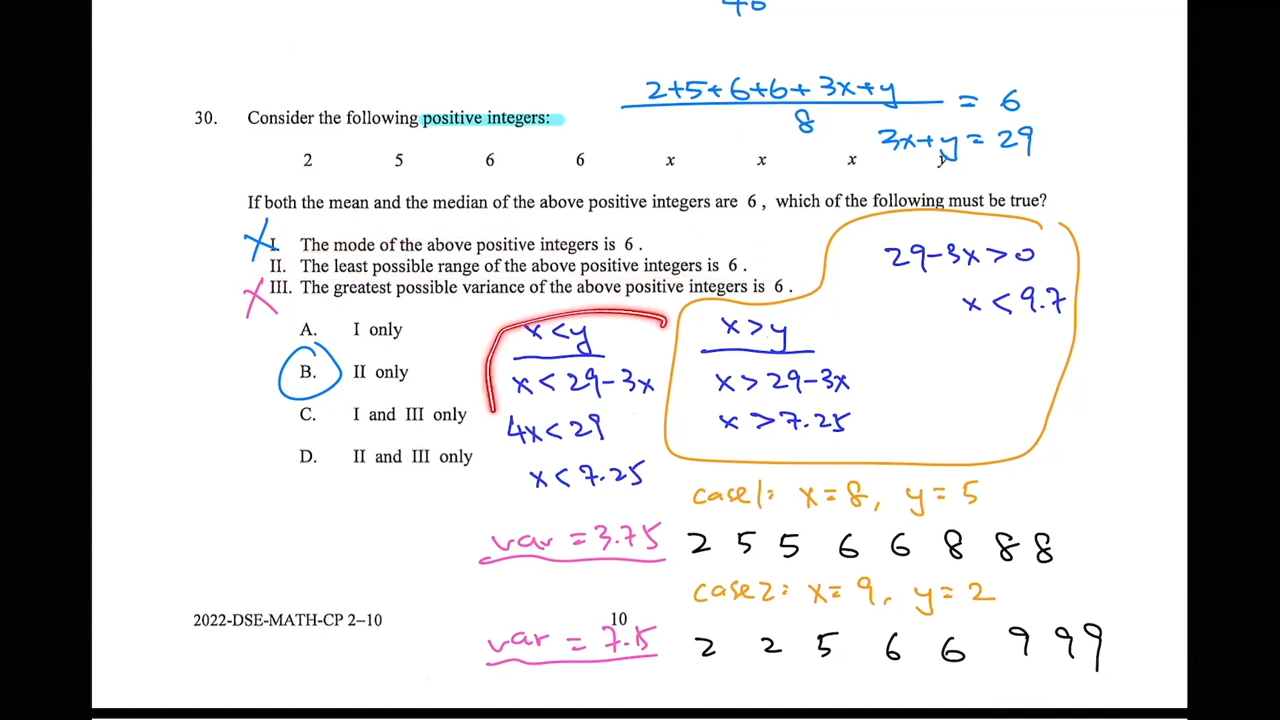 2+5+6+6+3x+y
8
= 6
3x+y = 29
30. Consider the following positive integers:
2 5 6 6 x x x y
If both the mean and the median of the above positive integers are 6 , which of the following must be true?
I. The mode of the above positive integers is 6 .
II. The least possible range of the above positive integers is 6 .
III. The greatest possible variance of the above positive integers is 6 .
A. I only
B. II only
C. I and III only
D. II and III only
x<y
x < 29-3x
4x < 29
x < 7.25
x>y
x > 29-3x
x > 7.25
29-3x>0
x < 9.7
case1: x=8, y=5
var = 3.75 2 5 5 6 6 8 8 8
case2: x=9, y=2
var = 7.15 2 2 5 6 6 9 9 9
2022-DSE-MATH-CP 2–10 10